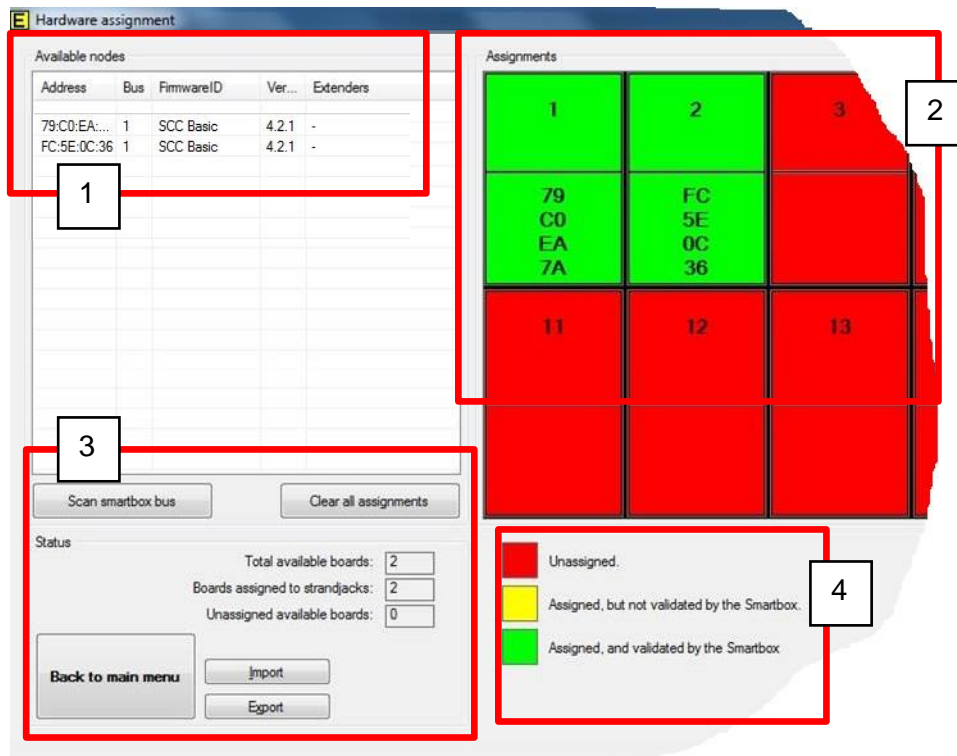 E Hardware assignment
Available nodes
Address Bus FirmwareID Ver... Extenders
79:C0:EA:... 1 SCC Basic 4.2.1 -
FC:5E:0C:36 1 SCC Basic 4.2.1 -
1
Assignments
1 2 3
2
79 FC
C0 5E
EA 0C
7A 36
11 12 13
3
Scan smartbox bus Clear all assignments
Status
Total available boards: 2
Boards assigned to strandjacks: 2
Unassigned available boards: 0
Back to main menu
Import
Export
Unassigned.
Assigned, but not validated by the Smartbox.
Assigned, and validated by the Smartbox
4